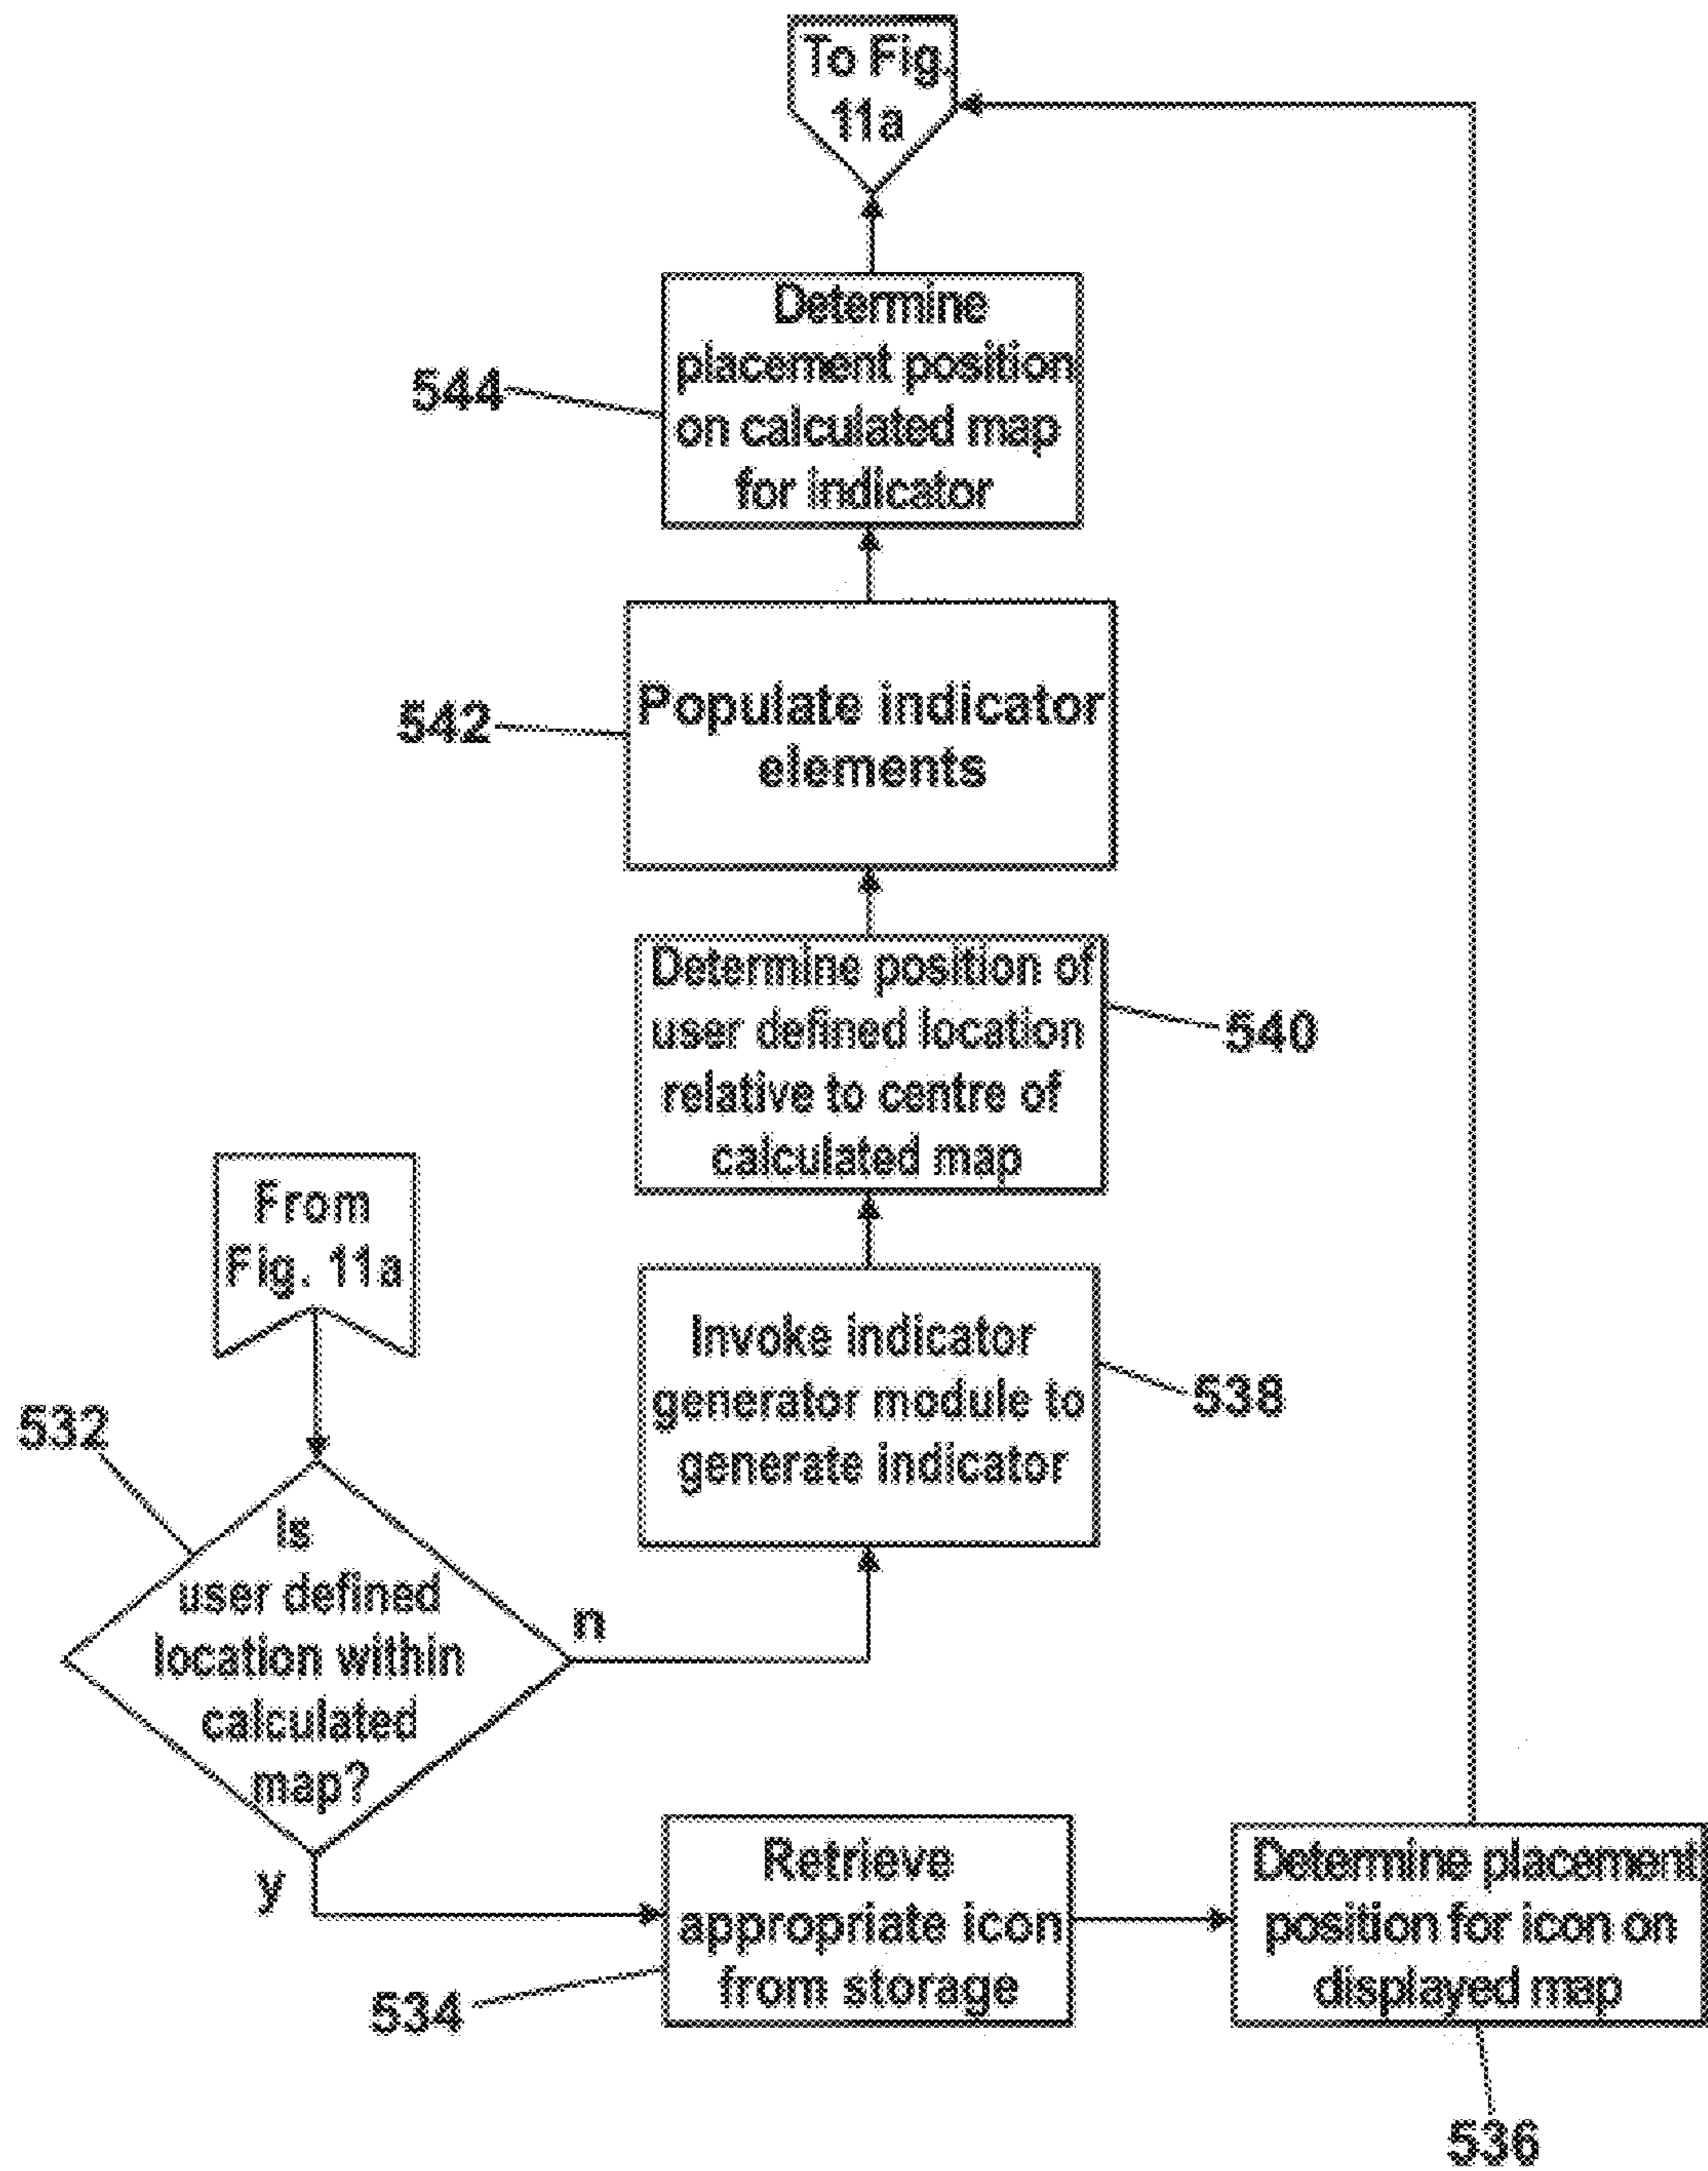 To Fig.
11a
Determine
placement position
on calculated map
for indicator
544
Populate indicator
elements
542
Determine position of
user defined location
relative to centre of
calculated map
540
From
Fig. 11a
Invoke indicator
generator module to
generate indicator
538
532
Is
user defined
location within
calculated
map?
n
y
Retrieve
appropriate icon
from storage
534
Determine placement
position for icon on
displayed map
536